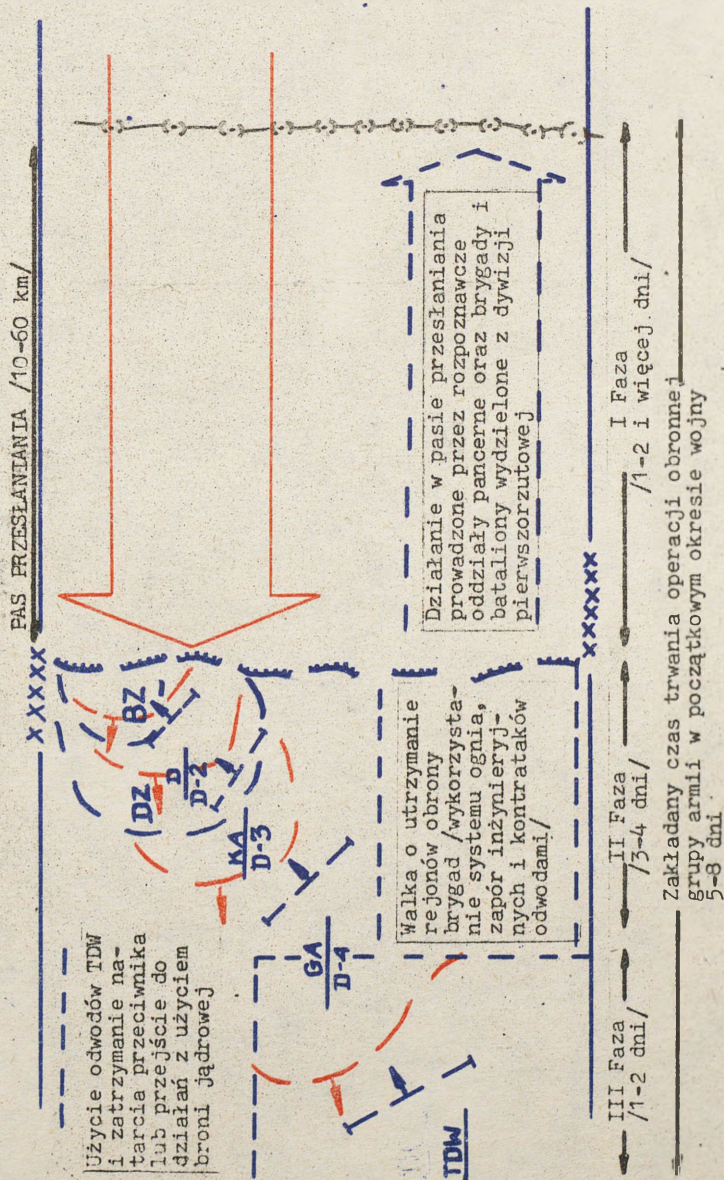 PAS PRZESŁANIANIA /10-60 km/
XXXXX
Użycie odwodów TDW
i zatrzymanie na-
tarcia przeciwnika
lub przejście do
działań z użyciem
broni jądrowej
BZ
(DZ
D
D-2
KA
D-3
GA
D-4
TDW
Walka o utrzymanie
rejonów obrony
brygad /wykorzysta-
nie systemu ognia,
zapór inżynieryj-
nych i kontrataków
odwodami/
Działanie w pasie przesłaniania
prowadzone przez rozpoznawcze
oddziały pancerne oraz brygady i
bataliony wydzielone z dywizji
pierwszorzutowej
XXXXXX
III Faza
/1-2 dni/
II Faza
/3-4 dni/
I Faza
/1-2 i więcej dni/
Zakładany czas trwania operacji obronnej
grupy armii w początkowym okresie wojny
5-8 dni